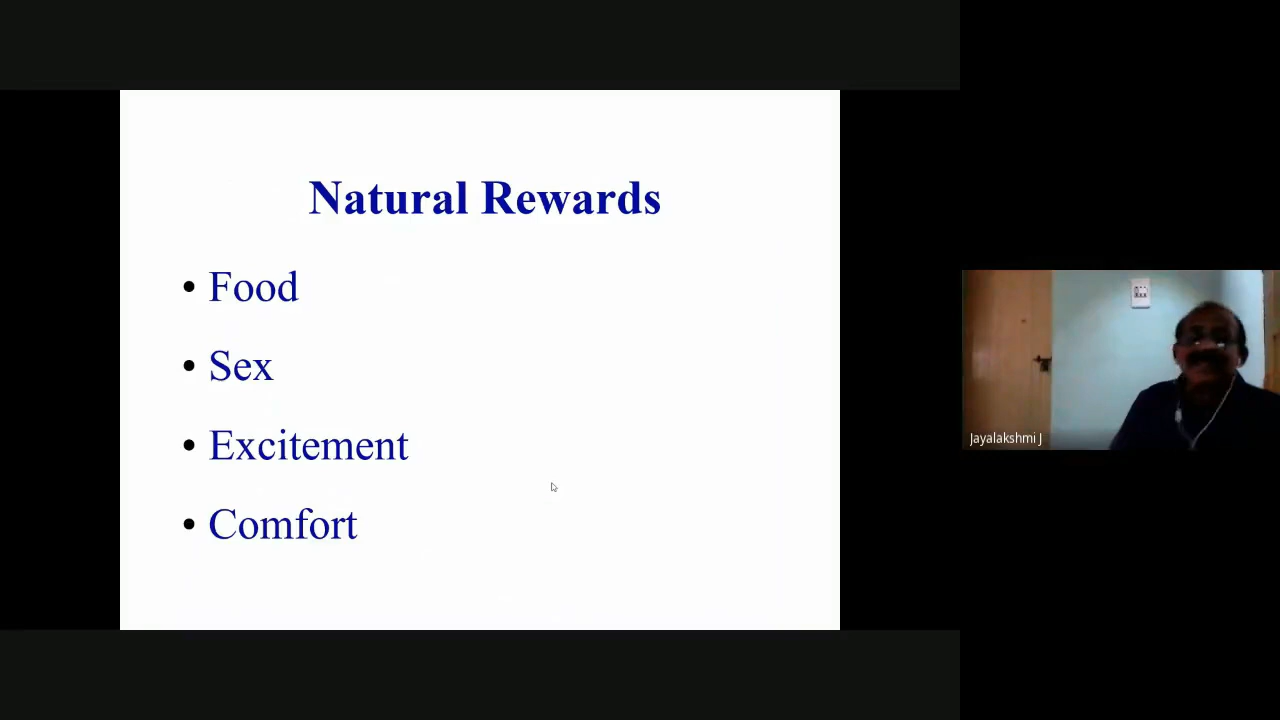 Natural Rewards
• Food
• Sex
• Excitement
• Comfort
Jayalakshmi J